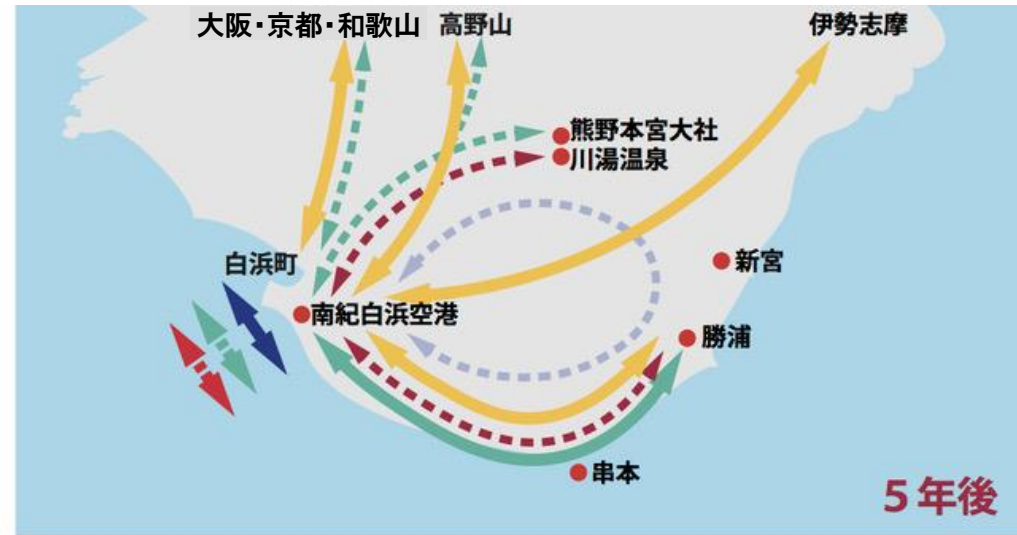 大阪・京都・和歌山
高野山
伊勢志摩
熊野本宮大社
川湯温泉
白浜町
新宮
南紀白浜空港
勝浦
串本
5年後